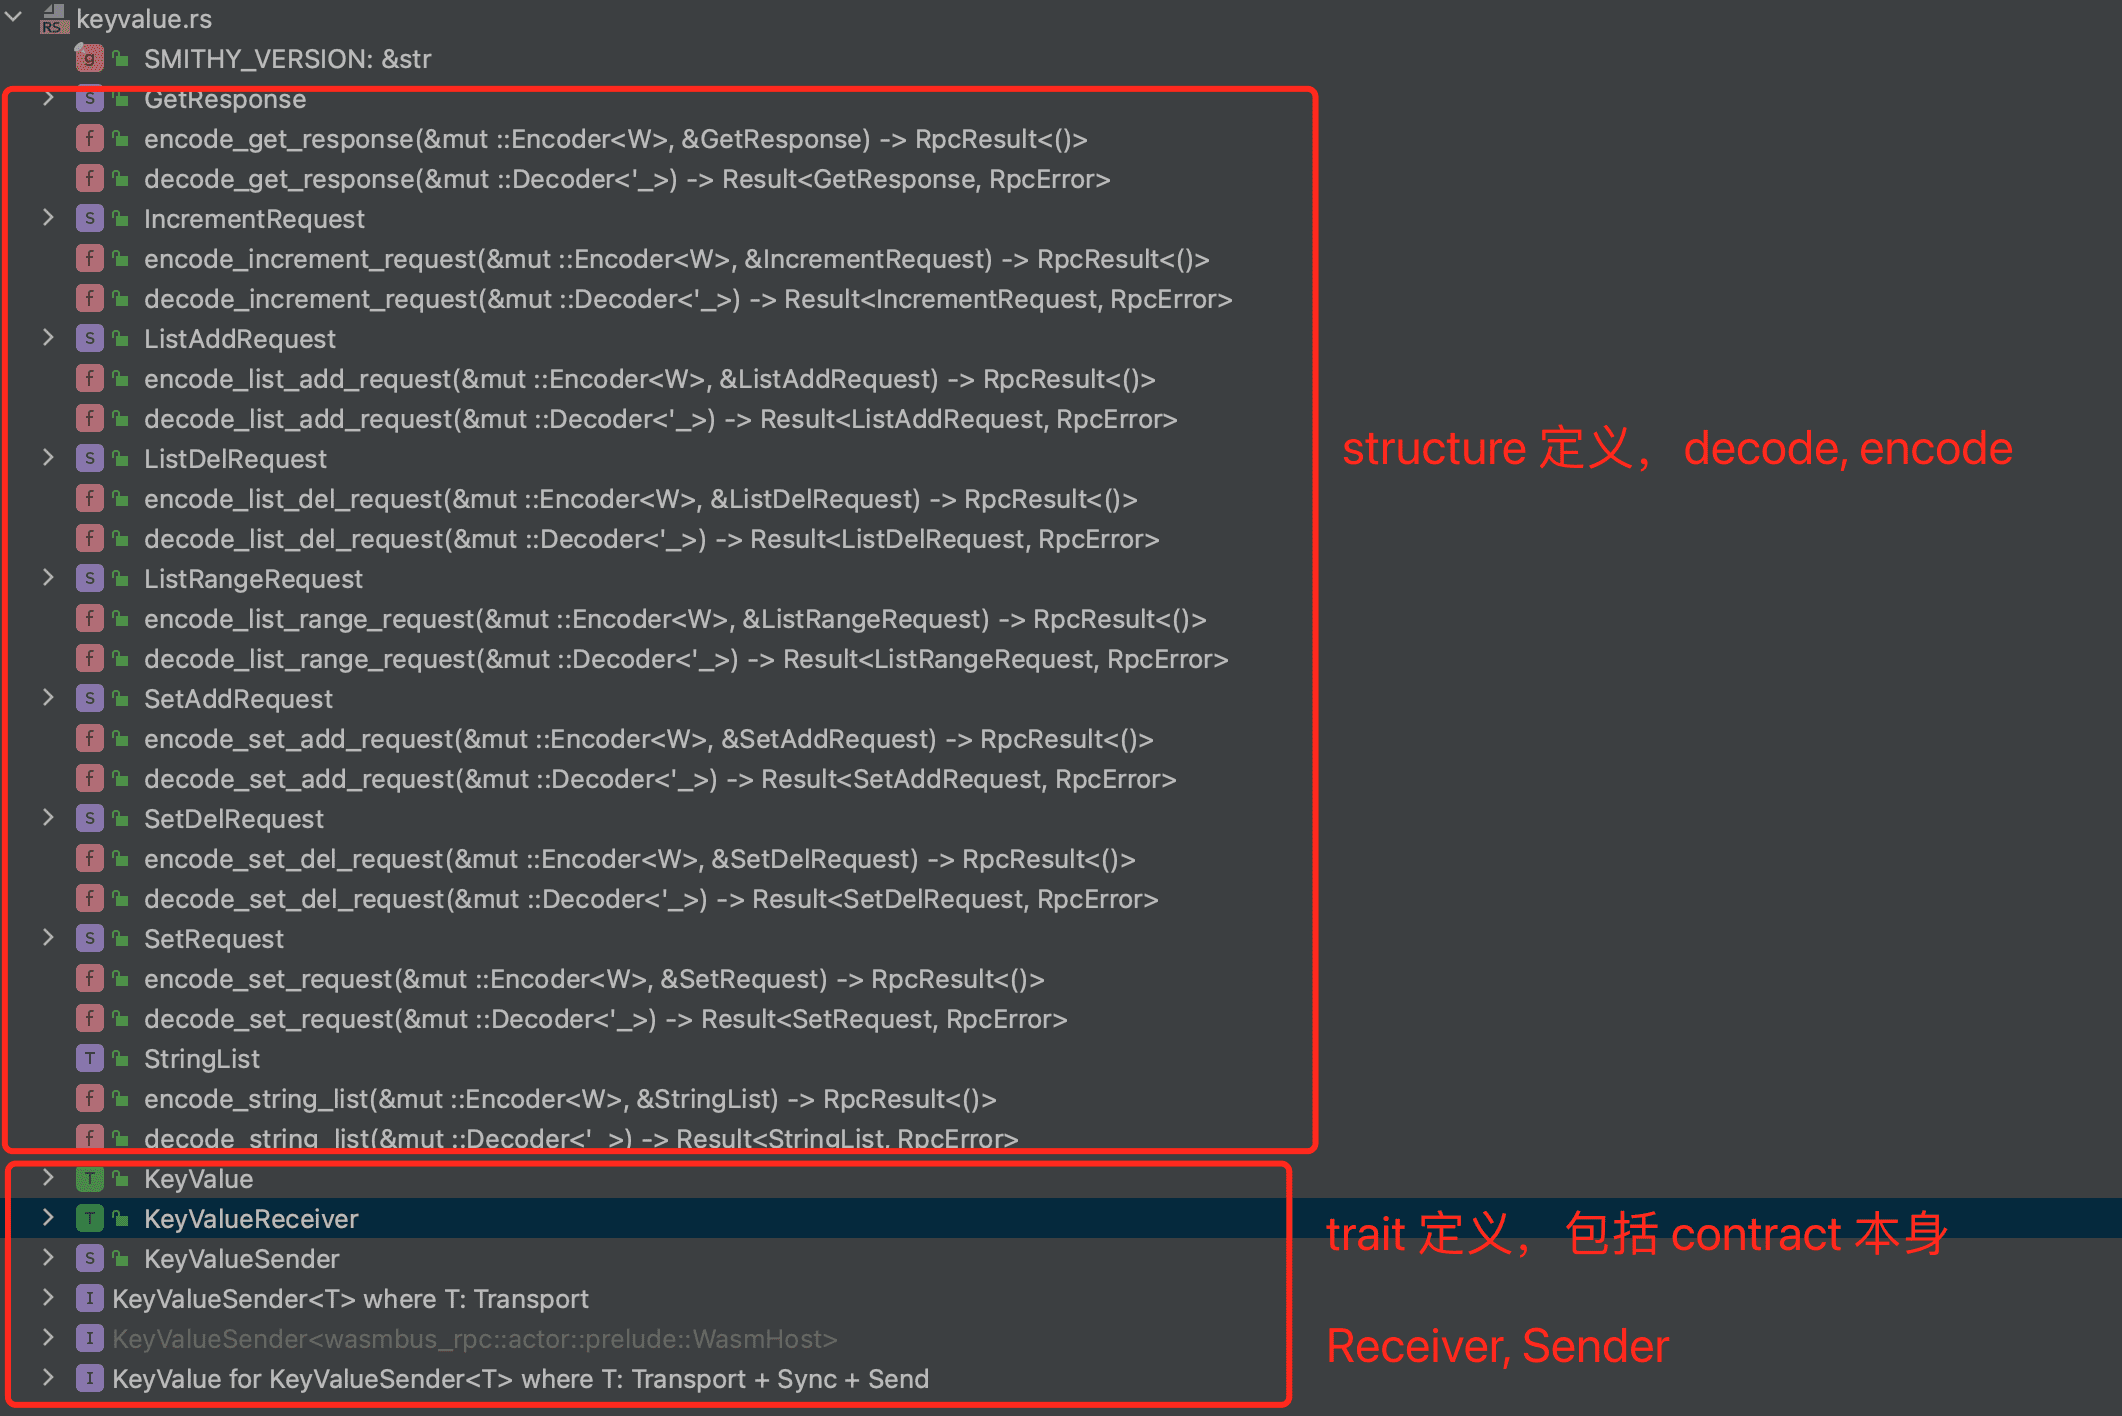 keyvalue.rs
SMITHY_VERSION: &str
GetResponse
encode_get_response(&mut ::Encoder<W>, &GetResponse) -> RpcResult<()>
decode_get_response(&mut ::Decoder<'_>) -> Result<GetResponse, RpcError>
IncrementRequest
encode_increment_request(&mut ::Encoder<W>, &IncrementRequest) -> RpcResult<()>
decode_increment_request(&mut ::Decoder<'_>) -> Result<IncrementRequest, RpcError>
ListAddRequest
encode_list_add_request(&mut ::Encoder<W>, &ListAddRequest) -> RpcResult<()>
decode_list_add_request(&mut ::Decoder<'_>) -> Result<ListAddRequest, RpcError>
structure 定义，decode, encode
ListDelRequest
encode_list_del_request(&mut ::Encoder<W>, &ListDelRequest) -> RpcResult<()>
decode_list_del_request(&mut ::Decoder<'_>) -> Result<ListDelRequest, RpcError>
ListRangeRequest
encode_list_range_request(&mut ::Encoder<W>, &ListRangeRequest) -> RpcResult<()>
decode_list_range_request(&mut ::Decoder<'_>) -> Result<ListRangeRequest, RpcError>
SetAddRequest
encode_set_add_request(&mut ::Encoder<W>, &SetAddRequest) -> RpcResult<()>
decode_set_add_request(&mut ::Decoder<'_>) -> Result<SetAddRequest, RpcError>
SetDelRequest
encode_set_del_request(&mut ::Encoder<W>, &SetDelRequest) -> RpcResult<()>
decode_set_del_request(&mut ::Decoder<'_>) -> Result<SetDelRequest, RpcError>
SetRequest
encode_set_request(&mut ::Encoder<W>, &SetRequest) -> RpcResult<()>
decode_set_request(&mut ::Decoder<'_>) -> Result<SetRequest, RpcError>
StringList
encode_string_list(&mut ::Encoder<W>, &StringList) -> RpcResult<()>
decode_string_list(&mut ::Decoder<'_>) -> Result<StringList, RpcError>
KeyValue
KeyValueReceiver
trait 定义，包括 contract 本身
KeyValueSender
KeyValueSender<T> where T: Transport
KeyValueSender<wasmbus_rpc::actor::prelude::WasmHost>
Receiver, Sender
KeyValue for KeyValueSender<T> where T: Transport + Sync + Send